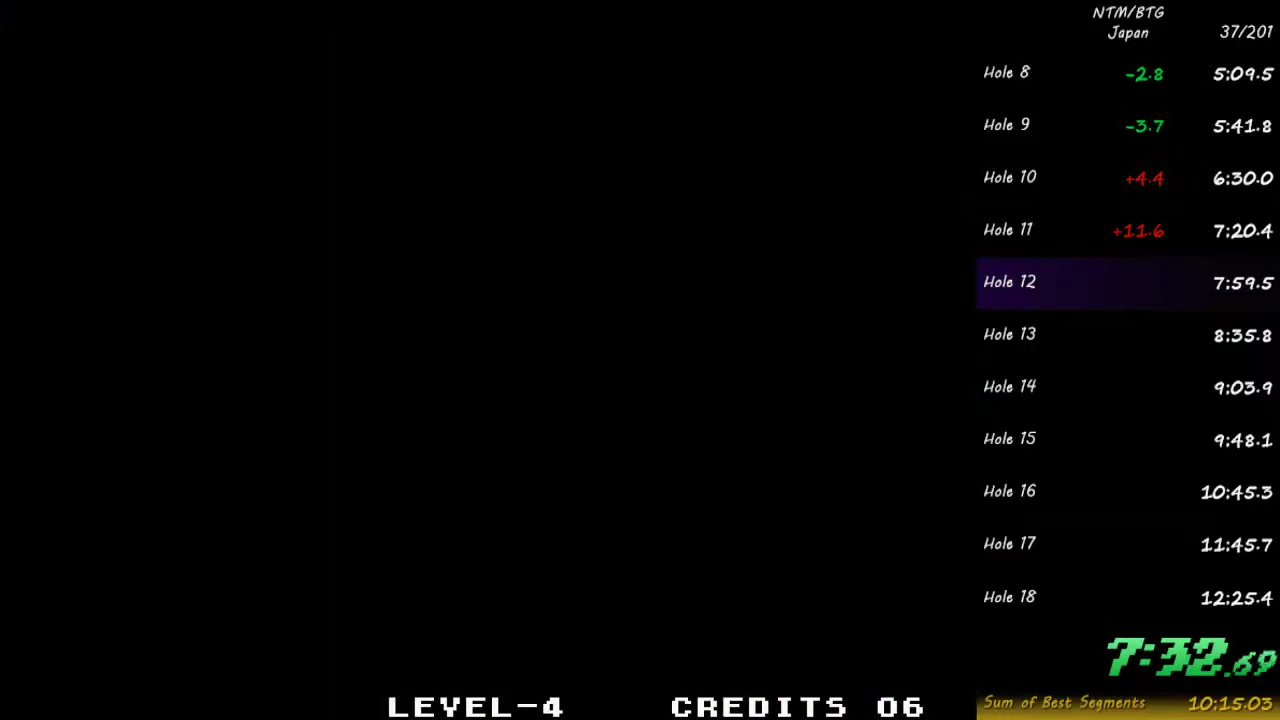 NTM/BTG
Japan 37/201
Hole 8 -2.8 5:09.5
Hole 9 -3.7 5:41.8
Hole 10 +4.4 6:30.0
Hole 11 +11.6 7:20.4
Hole 12 7:59.5
Hole 13 8:35.8
Hole 14 9:03.9
Hole 15 9:48.1
Hole 16 10:45.3
Hole 17 11:45.7
Hole 18 12:25.4
7:32.69
LEVEL-4 CREDITS 06
Sum of Best Segments 10:15.03